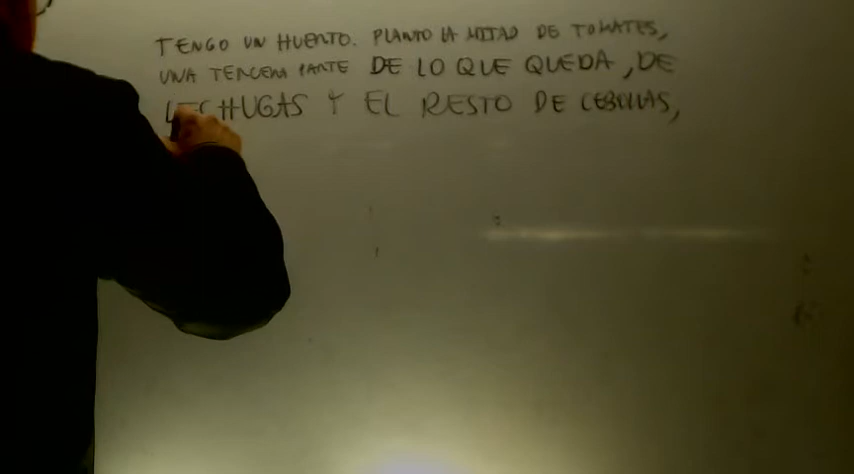 TENGO UN HUERTO. PLANTO LA MITAD DE TOMATES,
UNA TERCERA PARTE DE LO QUE QUEDA, DE
LECHUGAS Y EL RESTO DE CEBOLLAS,